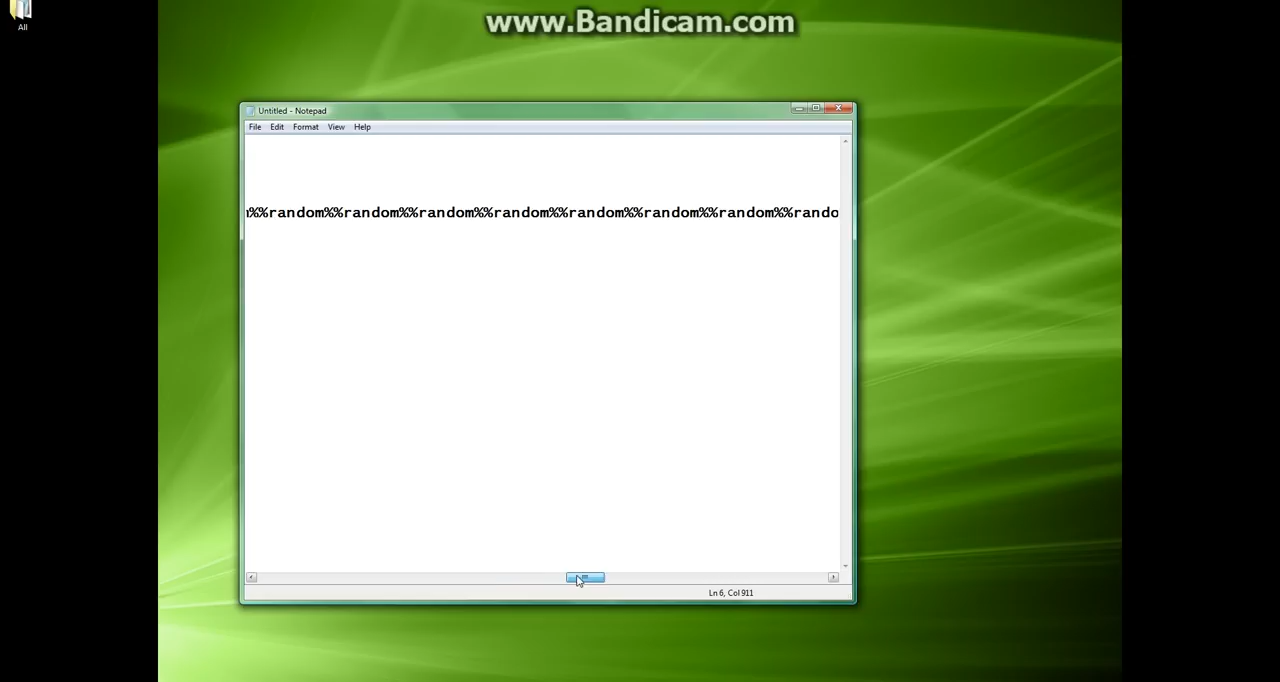 www.Bandicam.com
All
Untitled - Notepad
File Edit Format View Help
%%random%%random%%random%%random%%random%%random%%random%%rando
Ln 6, Col 911